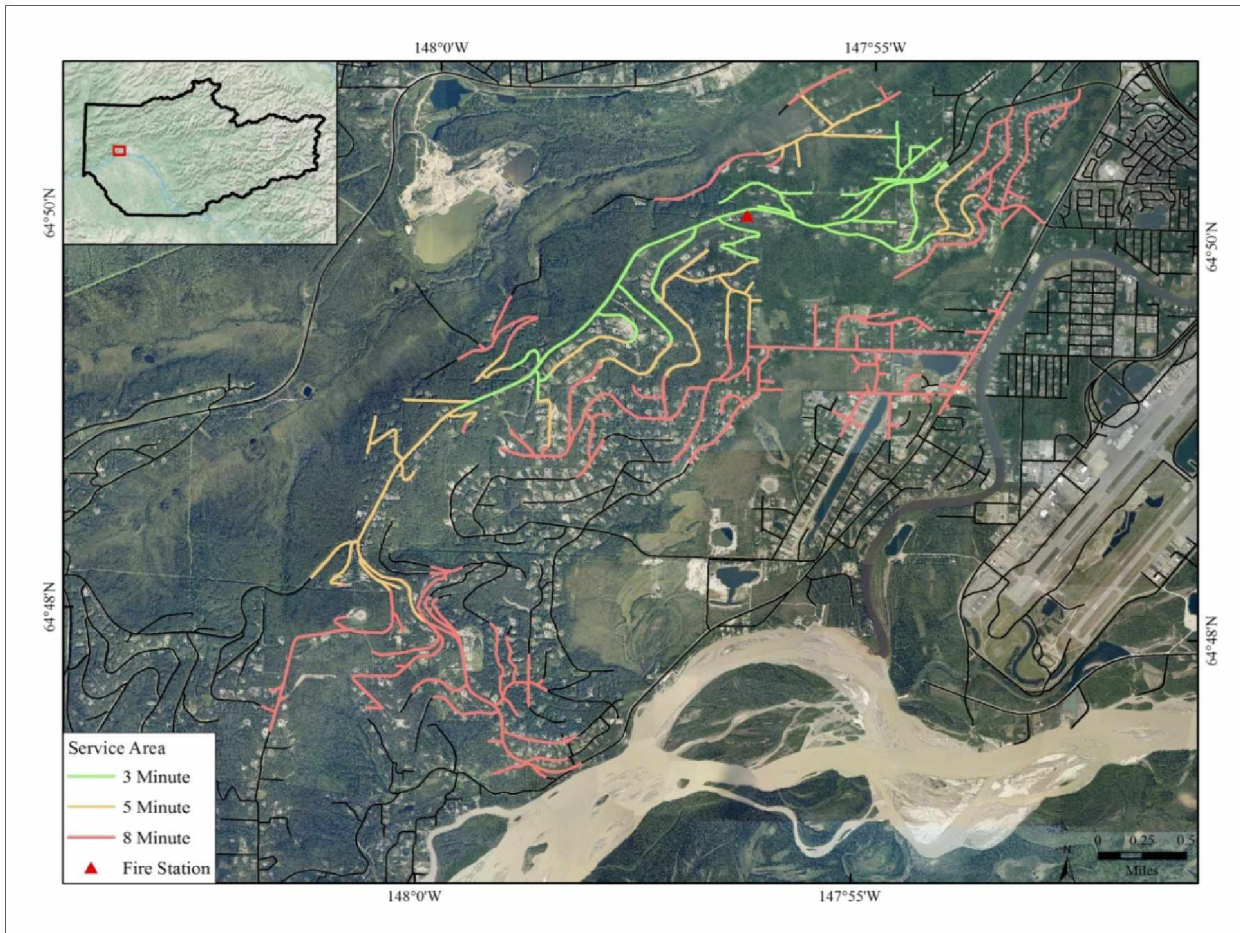 148°0'W
147°55'W
64°50'N
64°50'N
64°48'N
64°48'N
Service Area
3 Minute
5 Minute
8 Minute
Fire Station
0 0.25 0.5
N
Miles
148°0'W
147°55'W